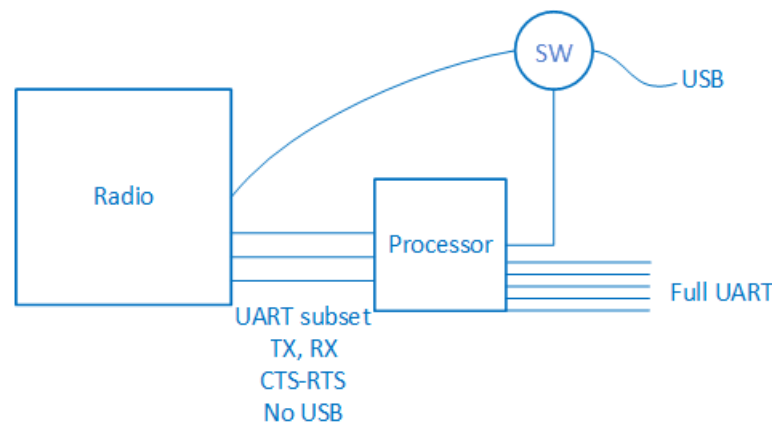 SW
USB
Radio
Processor
Full UART
UART subset
TX, RX
CTS-RTS
No USB